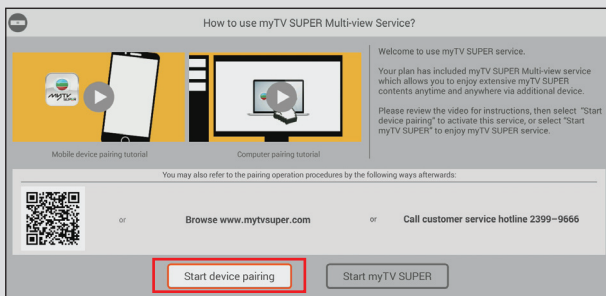 How to use myTV SUPER Multi-view Service?
myTV
SUPER
Mobile device pairing tutorial
Computer pairing tutorial
Welcome to use myTV SUPER service.
Your plan has included myTV SUPER Multi-view service
which allows you to enjoy extensive myTV SUPER
contents anytime and anywhere via additional device.
Please review the video for instructions, then select "Start
device pairing" to activate this service, or select "Start
myTV SUPER" to enjoy myTV SUPER service.
You may also refer to the pairing operation procedures by the following ways afterwards:
or
Browse www.mytvsuper.com
or
Call customer service hotline 2399-9666
Start device pairing
Start myTV SUPER